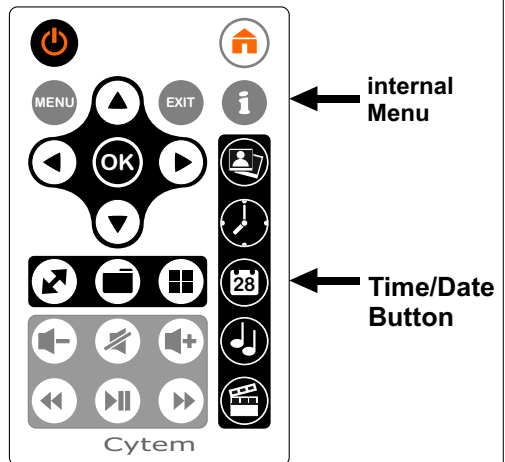 MENU
EXIT
i
internal
Menu
OK
28
Time/Date
Button
Cytem